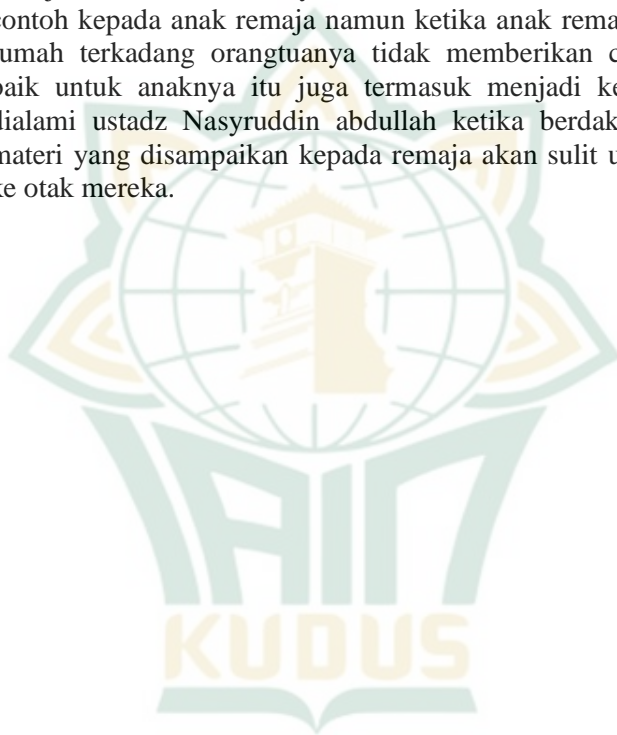 contoh kepada anak remaja namun ketika anak rema
rumah terkadang orangtuanya tidak memberikan c
baik untuk anaknya itu juga termasuk menjadi ke
dialami ustadz Nasyruddin abdullah ketika berdak
materi yang disampaikan kepada remaja akan sulit u
ke otak mereka.
IAIN
KUDUS